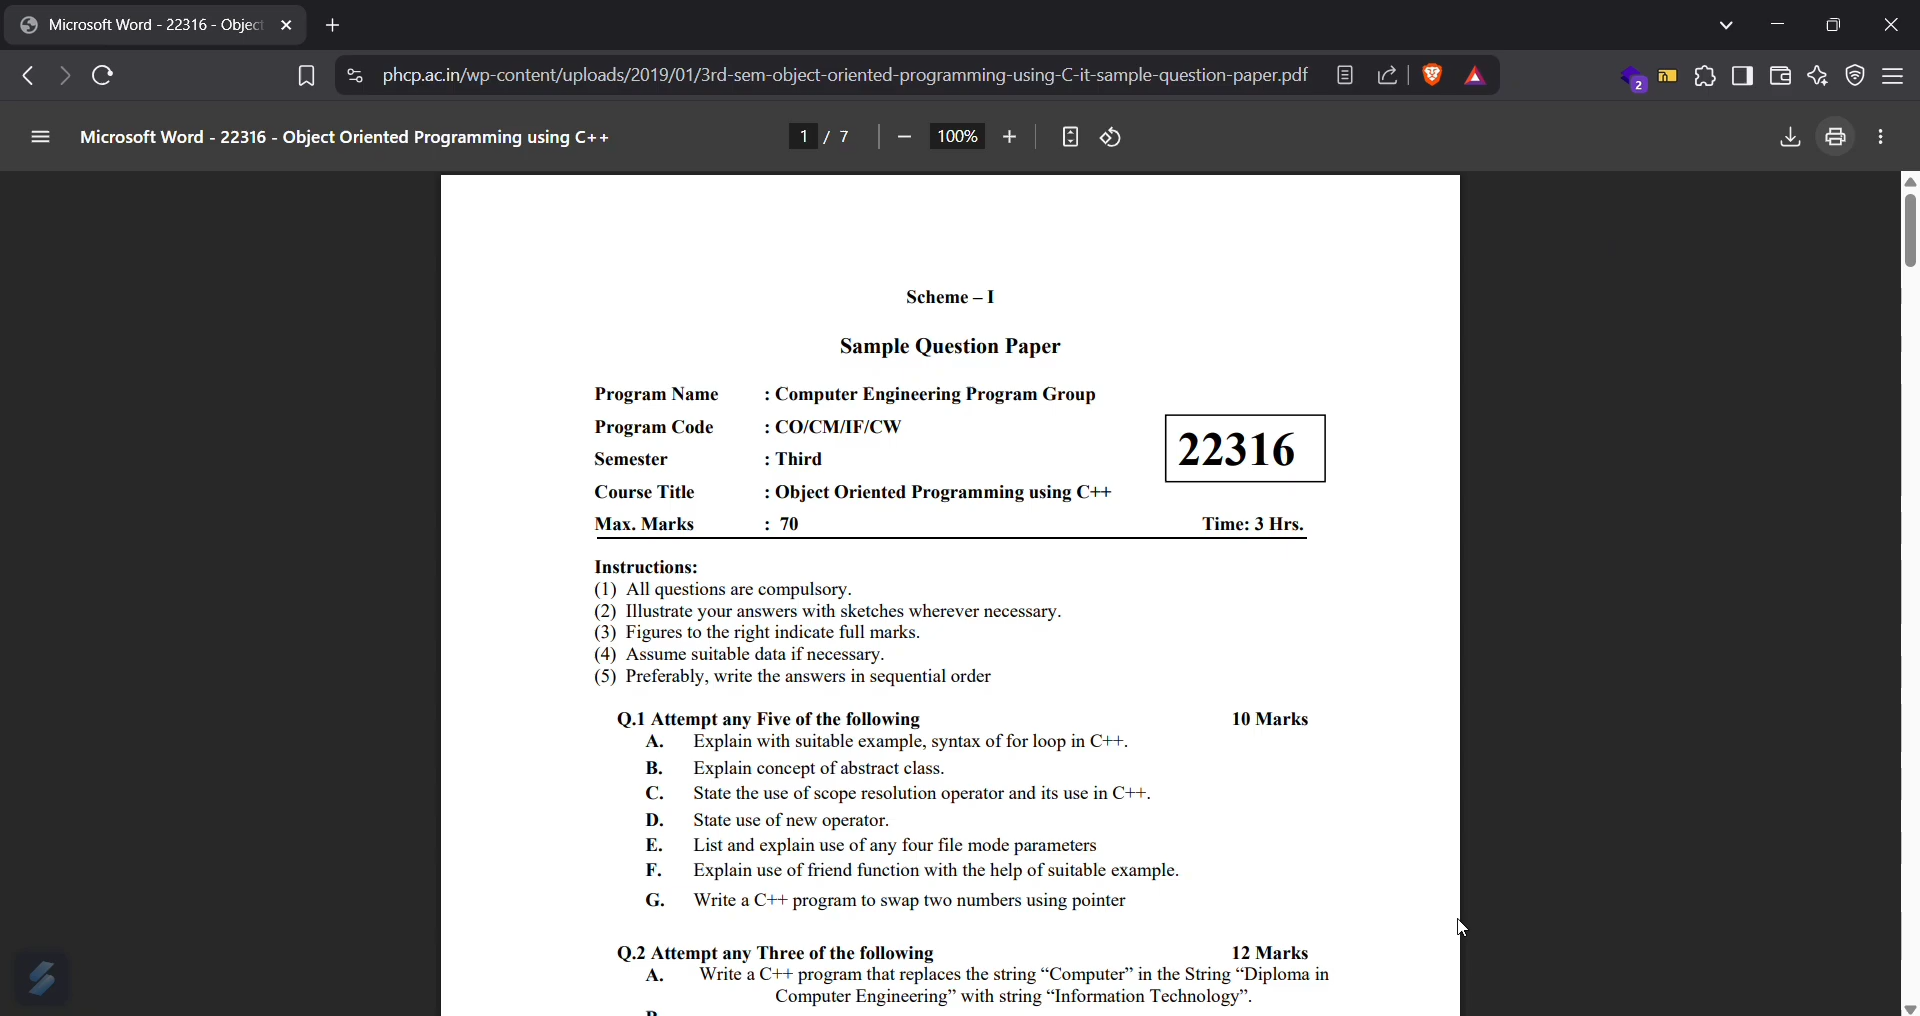 Microsoft Word - 22316 - Object
phcp.ac.in/wp-content/uploads/2019/01/3rd-sem-object-oriented-programming-using-C-it-sample-question-paper.pdf
2
Microsoft Word - 22316 - Object Oriented Programming using C++
1 / 7
100%
Scheme – I
Sample Question Paper
Program Name : Computer Engineering Program Group
Program Code : CO/CM/IF/CW
22316
Semester : Third
Course Title : Object Oriented Programming using C++
Max. Marks : 70 Time: 3 Hrs.
Instructions:
(1) All questions are compulsory.
(2) Illustrate your answers with sketches wherever necessary.
(3) Figures to the right indicate full marks.
(4) Assume suitable data if necessary.
(5) Preferably, write the answers in sequential order
Q.1 Attempt any Five of the following 10 Marks
A. Explain with suitable example, syntax of for loop in C++.
B. Explain concept of abstract class.
C. State the use of scope resolution operator and its use in C++.
D. State use of new operator.
E. List and explain use of any four file mode parameters
F. Explain use of friend function with the help of suitable example.
G. Write a C++ program to swap two numbers using pointer
Q.2 Attempt any Three of the following 12 Marks
A. Write a C++ program that replaces the string “Computer” in the String “Diploma in
Computer Engineering” with string “Information Technology”.